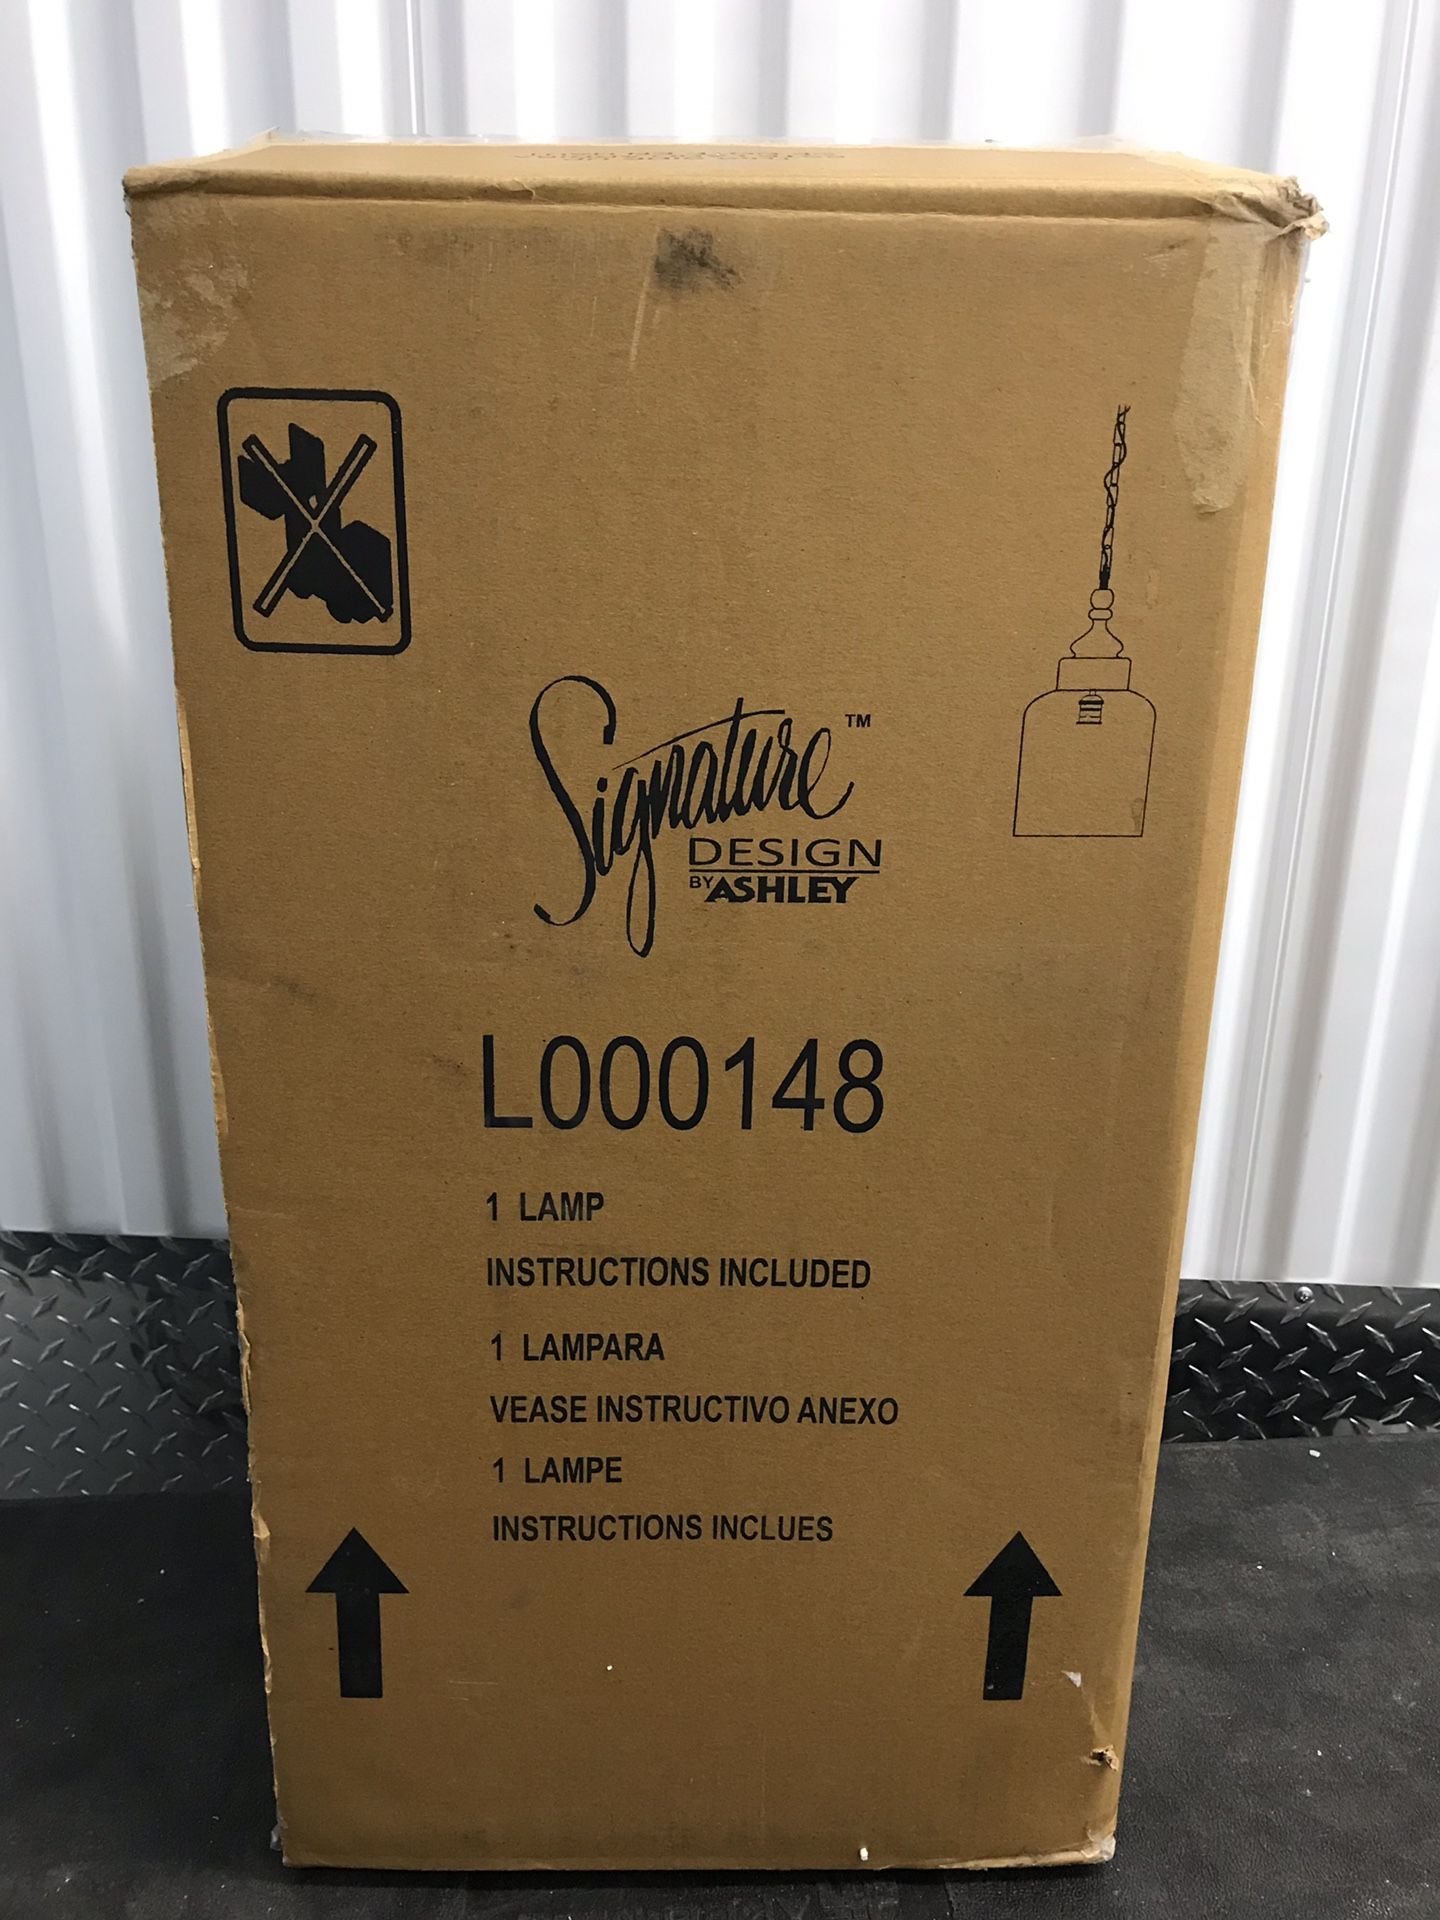 Signature™
DESIGN
BY ASHLEY
L000148
1 LAMP
INSTRUCTIONS INCLUDED
1 LAMPARA
VEASE INSTRUCTIVO ANEXO
1 LAMPE
INSTRUCTIONS INCLUES